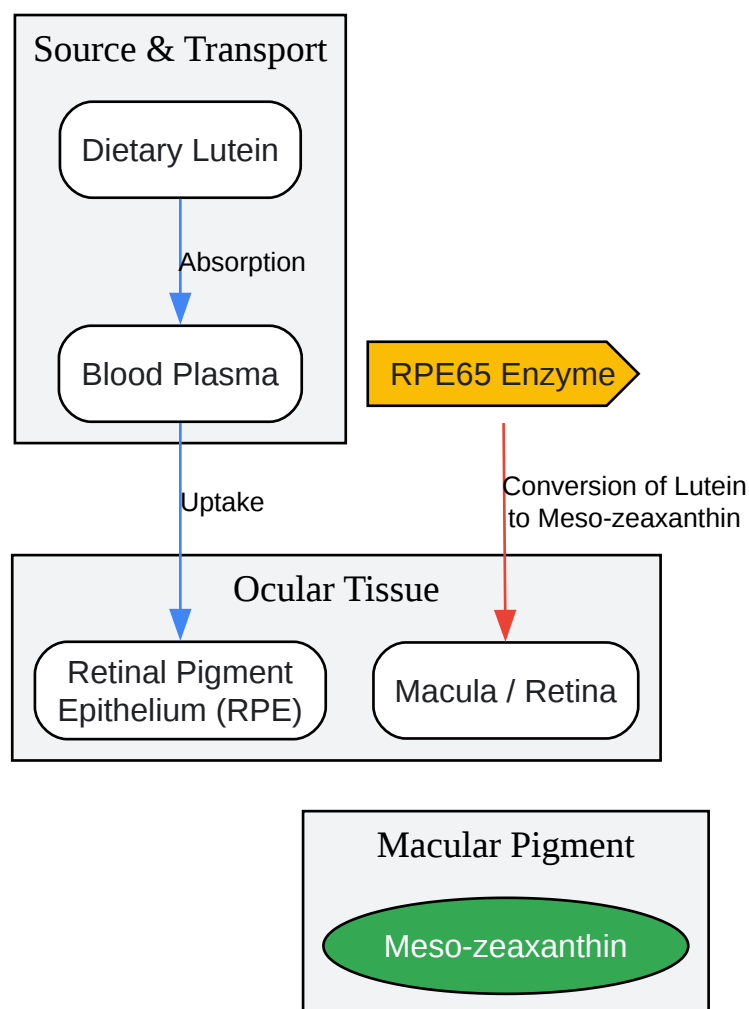 Source & Transport
Dietary Lutein
Absorption
Blood Plasma
RPE65 Enzyme
Uptake
Conversion of Lutein
to Meso-zeaxanthin
Ocular Tissue
Retinal Pigment
Epithelium (RPE)
Macula / Retina
Macular Pigment
Meso-zeaxanthin